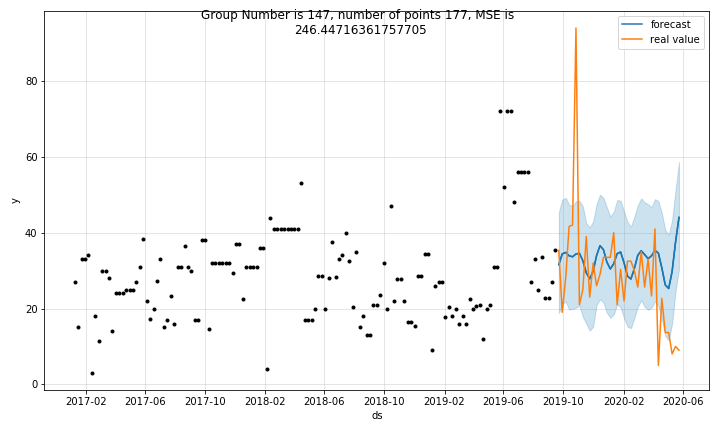 Group Number is 147, number of points 177, MSE is
246.44716361757705
forecast
real value
y
80
60
40
20
0
2017-02 2017-06 2017-10 2018-02 2018-06 2018-10 2019-02 2019-06 2019-10 2020-02 2020-06
ds